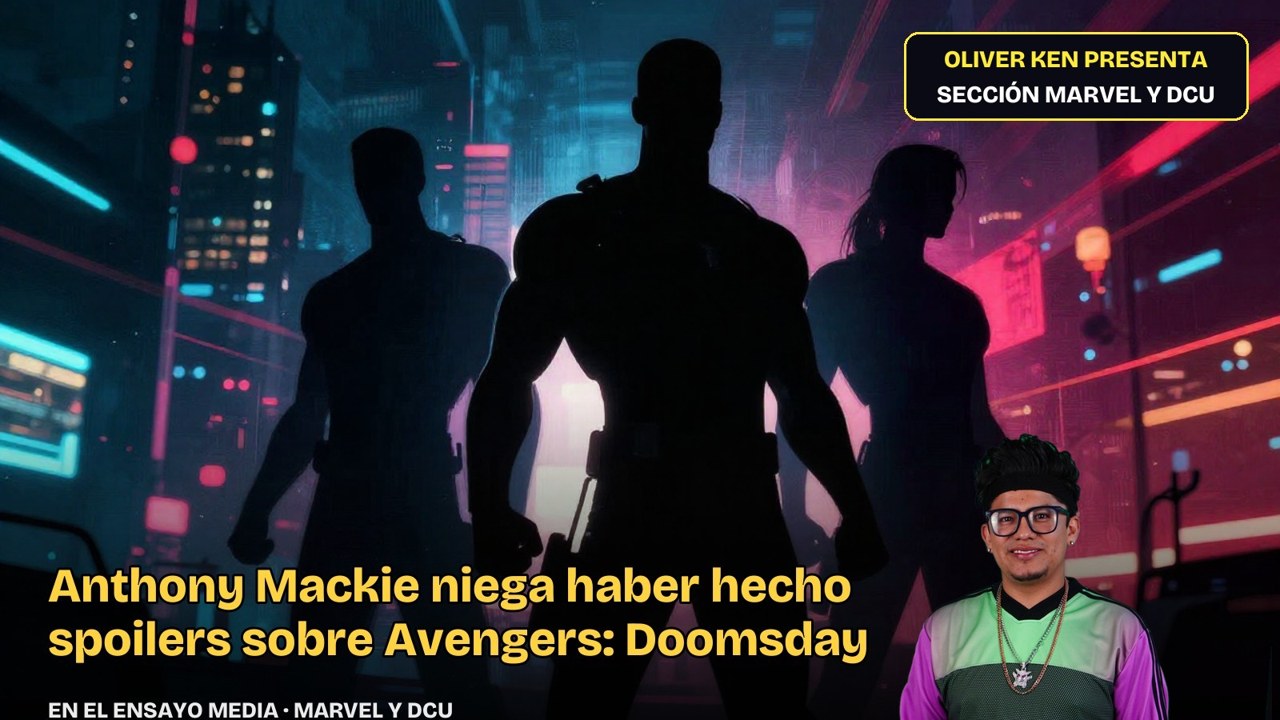 OLIVER KEN PRESENTA
SECCIÓN MARVEL Y DCU
Anthony Mackie niega haber hecho
spoilers sobre Avengers: Doomsday
EN EL ENSAYO MEDIA · MARVEL Y DCU